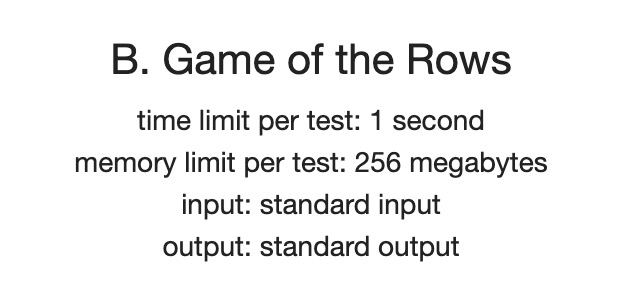 B. Game of the Rows
time limit per test: 1 second
memory limit per test: 256 megabytes
input: standard input
output: standard output